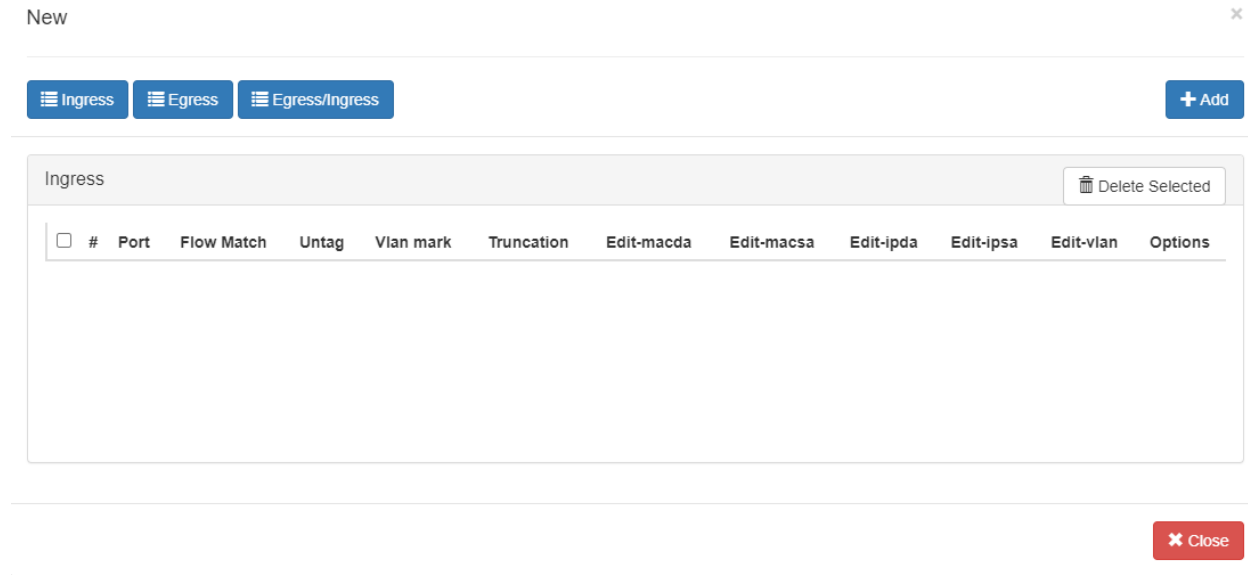 New
×
Ingress Egress Egress/Ingress + Add
Ingress Delete Selected
# Port Flow Match Untag Vlan mark Truncation Edit-macda Edit-macsa Edit-ipda Edit-ipsa Edit-vlan Options
Close